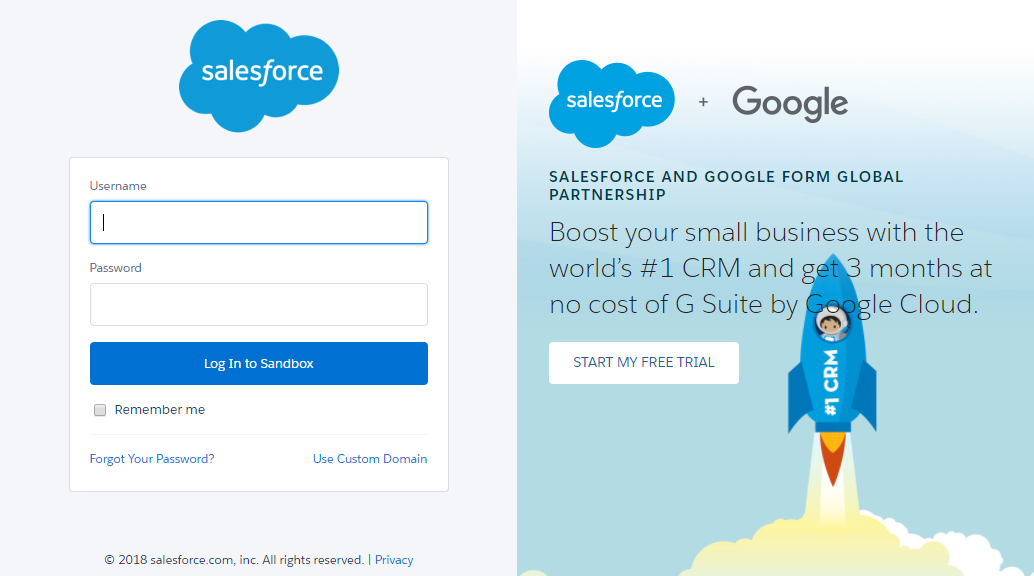 salesforce
Username
Password
Log In to Sandbox
Remember me
Forgot Your Password?
Use Custom Domain
© 2018 salesforce.com, inc. All rights reserved. | Privacy
salesforce + Google
SALESFORCE AND GOOGLE FORM GLOBAL
PARTNERSHIP
Boost your small business with the
world’s #1 CRM and get 3 months at
no cost of G Suite by Google Cloud.
START MY FREE TRIAL
#1 CRM